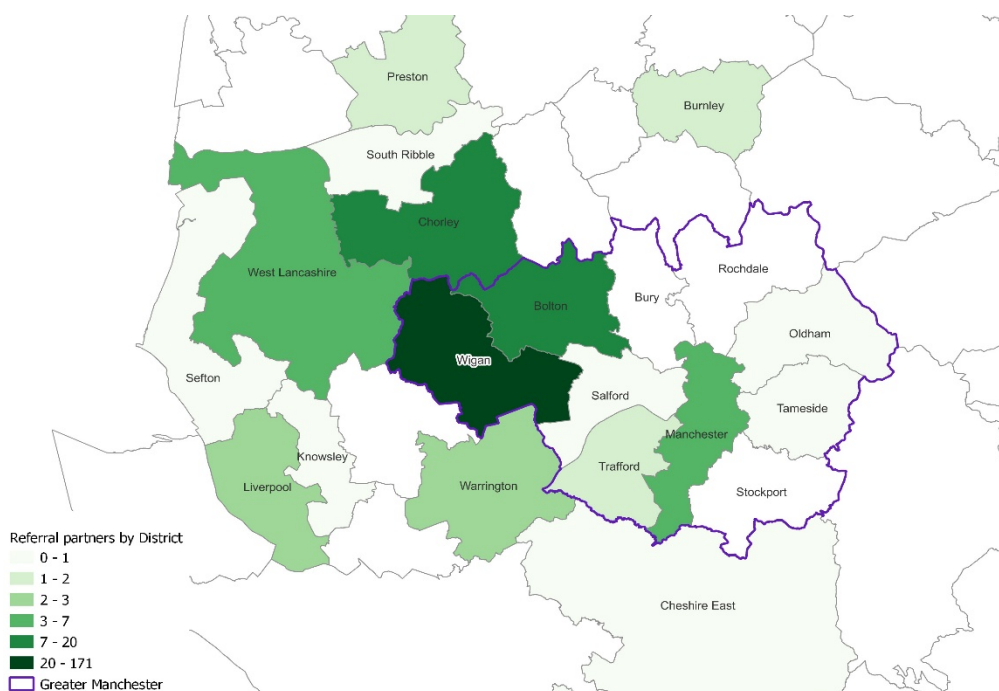 Preston
Burnley
South Ribble
Chorley
Rochdale
West Lancashire
Bury
Bolton
Oldham
Wigan
Sefton
Salford
Tameside
Manchester
Knowsley
Trafford
Liverpool
Warrington
Stockport
Cheshire East
Referral partners by District
0 - 1
1 - 2
2 - 3
3 - 7
7 - 20
20 - 171
Greater Manchester